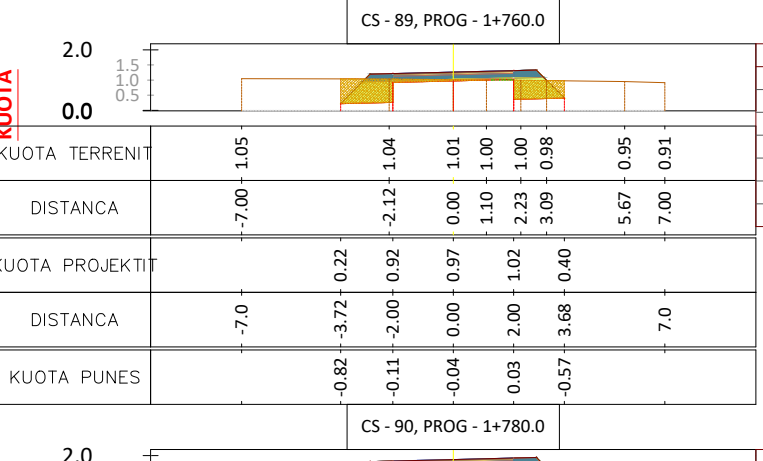 CS - 89, PROG - 1+760.0
2.0
1.5
1.0
0.5
0.0
KUOTA
KUOTA TERRENIT 1.05 1.04 1.01 1.00 1.00 0.98 0.95 0.91
DISTANCA -7.00 -2.12 0.00 1.10 2.23 3.09 5.67 7.00
KUOTA PROJEKTIT 0.22 0.92 0.97 1.02 0.40
DISTANCA -7.0 -3.72 -2.00 0.00 2.00 3.68 7.0
KUOTA PUNES -0.82 -0.11 -0.04 0.03 -0.57
CS - 90, PROG - 1+780.0
2.0